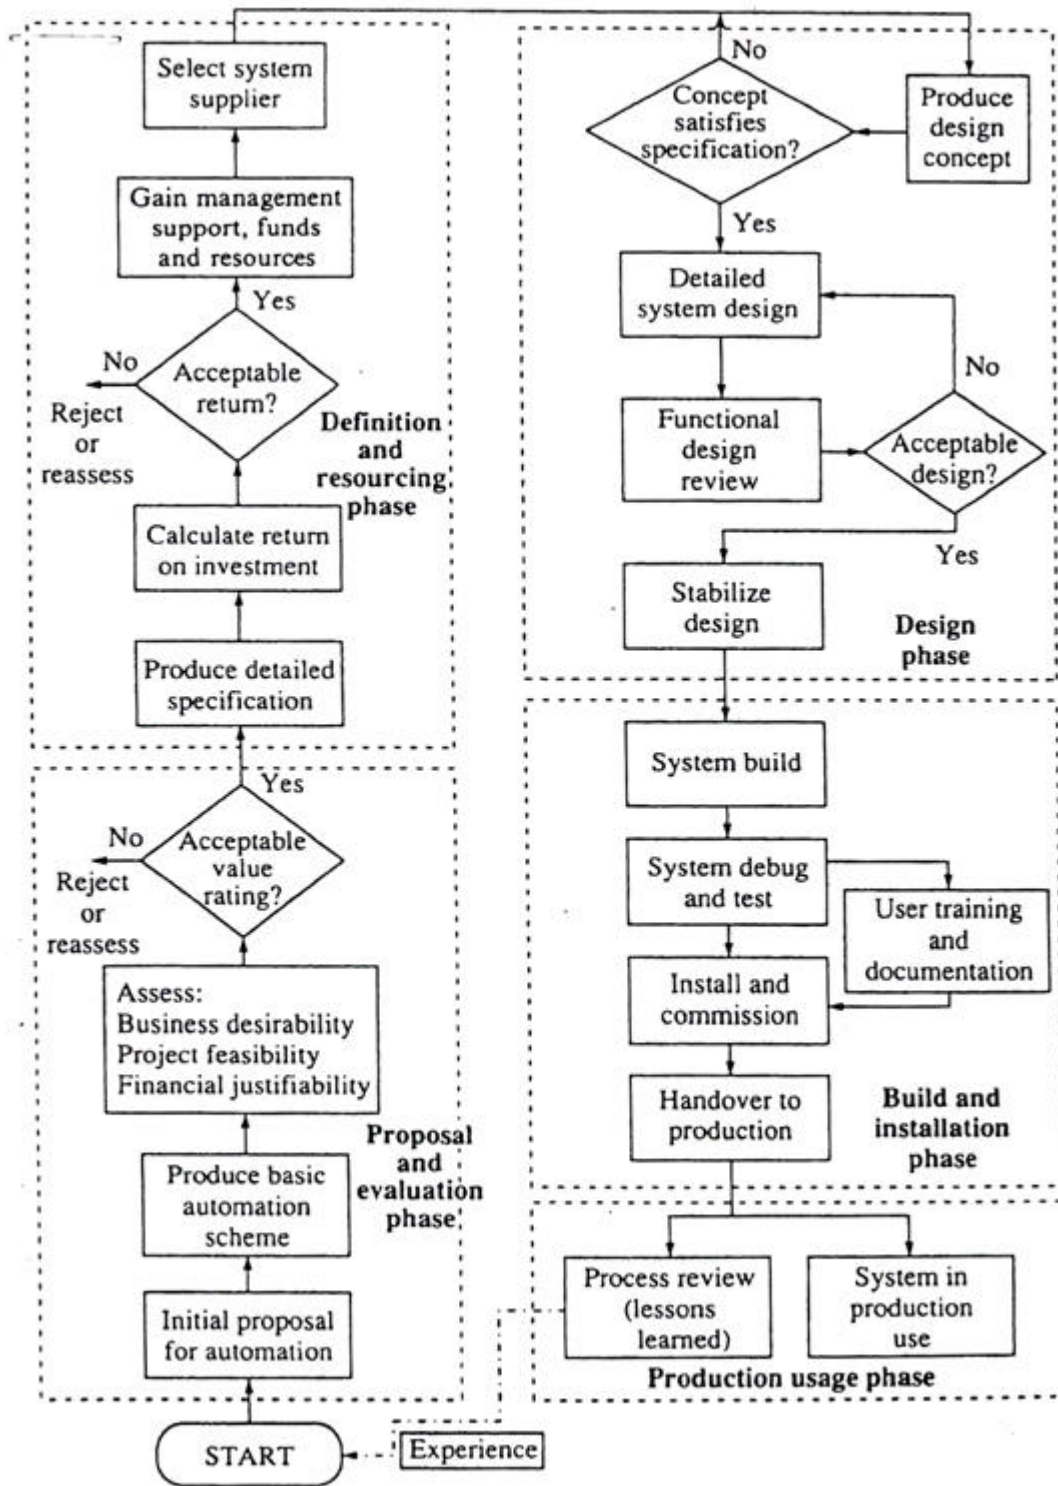 START
Initial proposal
for automation
Produce basic
automation
scheme
Assess:
Business desirability
Project feasibility
Financial justifiability
Proposal
and
evaluation
phase
Acceptable
value
rating?
No
Reject
or
reassess
Yes
Produce detailed
specification
Calculate return
on investment
Acceptable
return?
No
Reject
or
reassess
Yes
Definition
and
resourcing
phase
Gain management
support, funds
and resources
Select system
supplier
Produce
design
concept
Concept
satisfies
specification?
No
Yes
Detailed
system design
Functional
design
review
Acceptable
design?
No
Yes
Stabilize
design
Design
phase
System build
System debug
and test
User training
and
documentation
Install and
commission
Handover to
production
Build and
installation
phase
Process review
(lessons
learned)
System in
production
use
Production usage phase
Experience